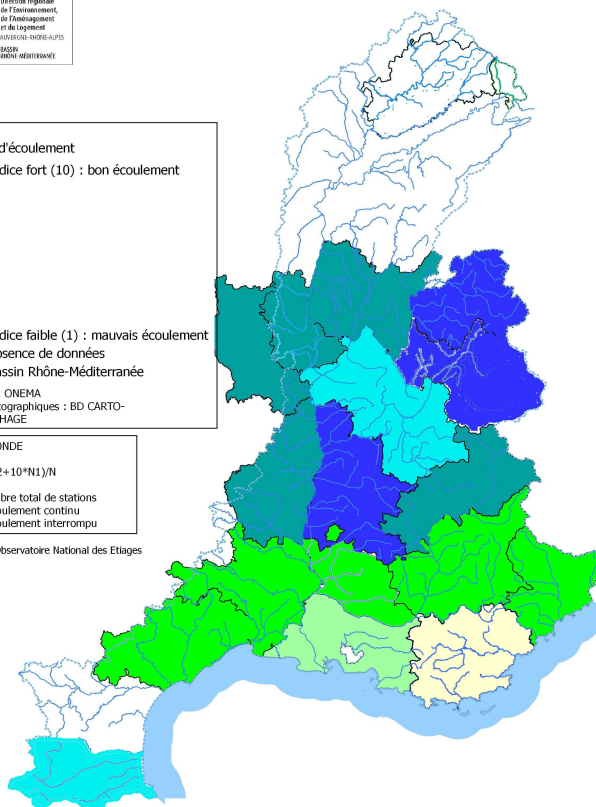 Direction régionale
de l'Environnement,
de l'Aménagement
et du Logement
AUVERGNE-RHÔNE-ALPES
BASSIN
RHÔNE-MÉDITERRANÉE
d'écoulement
dice fort (10) : bon écoulement
dice faible (1) : mauvais écoulement
bsence de données
assin Rhône-Méditerranée
ONEMA
tographiques : BD CARTO-
HAGE
ONDE
2+10*N1)/N
bre total de stations
oulement continu
oulement interrompu
Observatoire National des Etiages